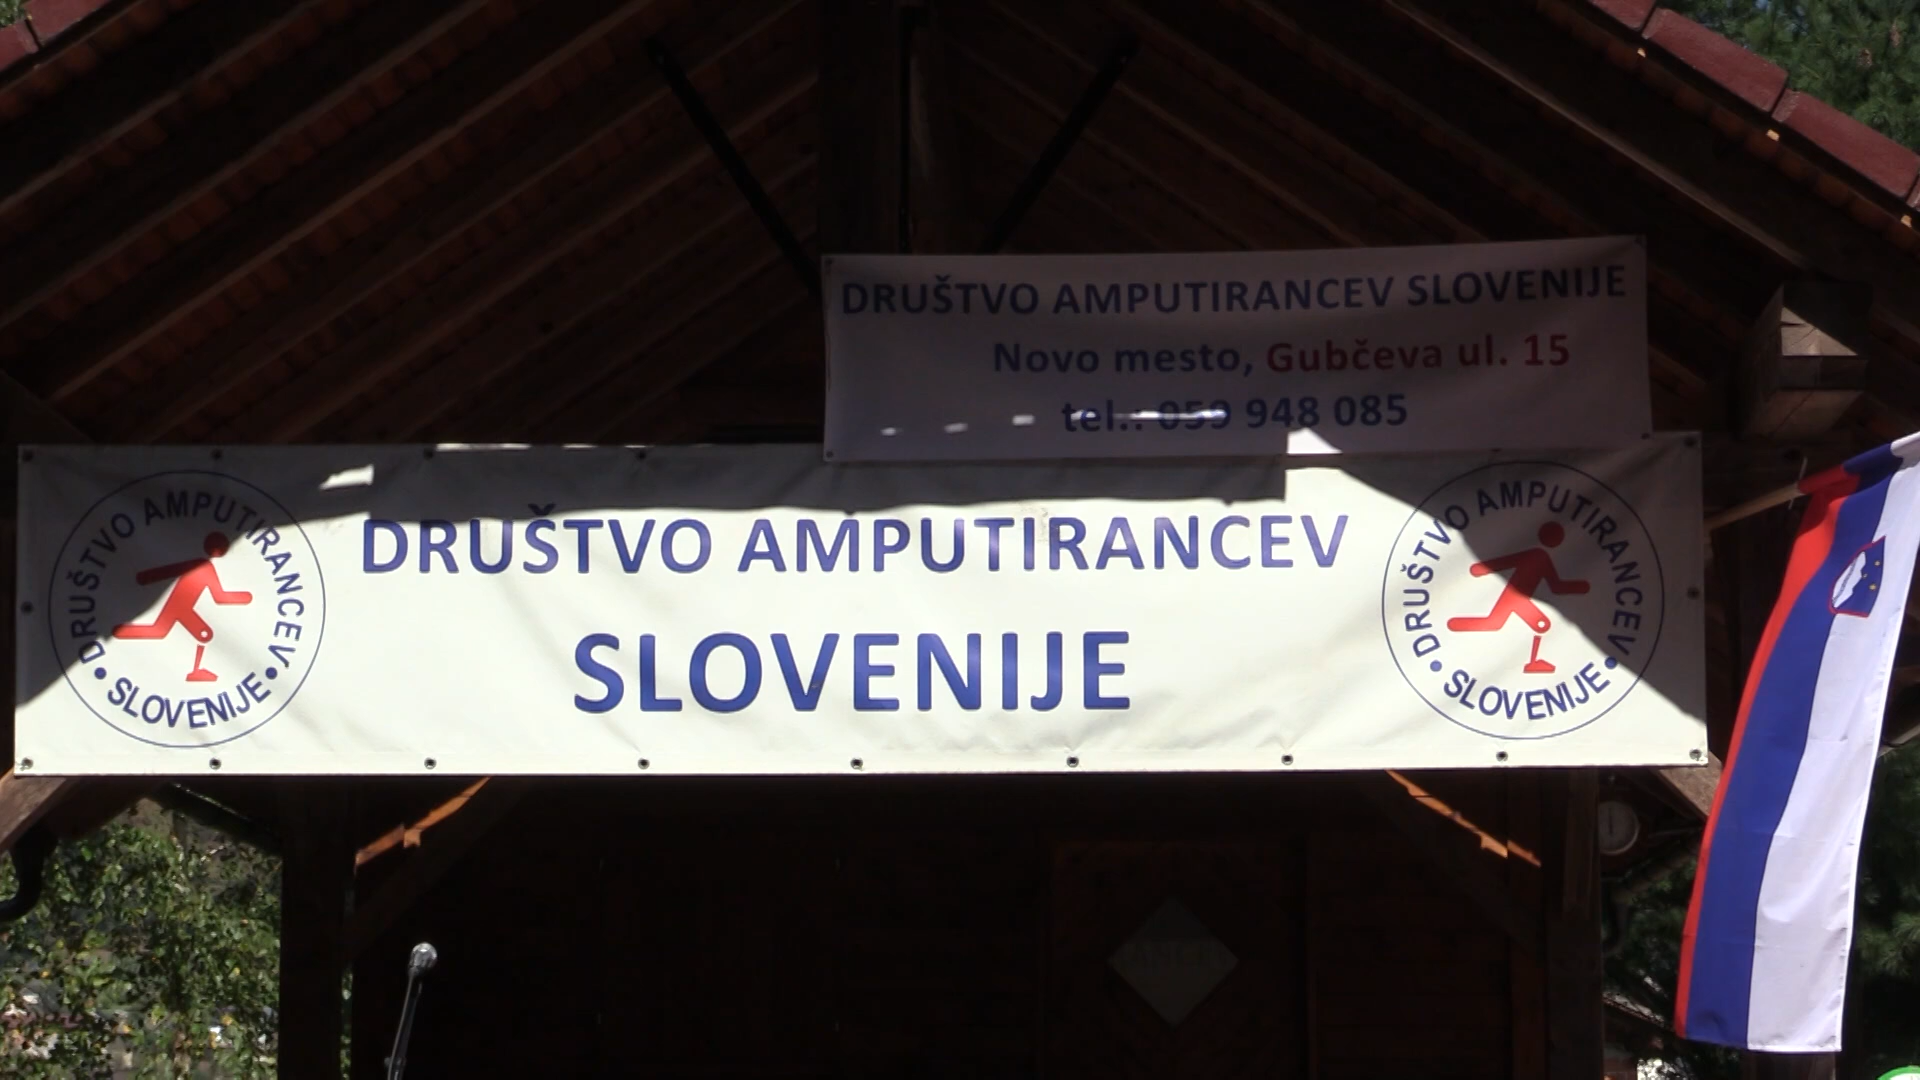 DRUŠTVO AMPUTIRANCEV SLOVENIJE
Novo mesto, Gubčeva ul. 15
tel.: 059 948 085
DRUŠTVO AMPUTIRANCEV
SLOVENIJE
DRUŠTVO AMPUTIRANCEV • SLOVENIJE •
DRUŠTVO AMPUTIRANCEV • SLOVENIJE •